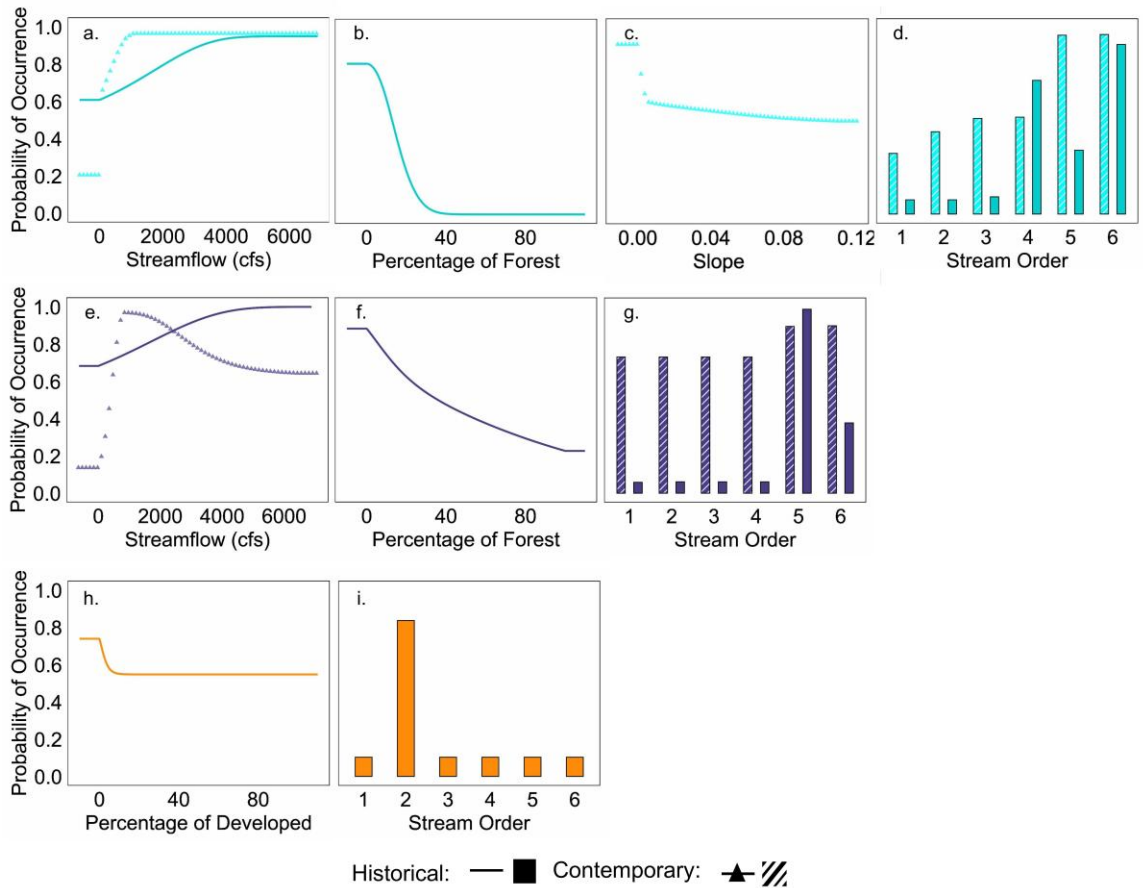 a.
b.
c.
d.
Probability of Occurrence
1.0
0.8
0.6
0.4
0.2
0.0
0 2000 4000 6000
0 40 80
0.00 0.04 0.08 0.12
1 2 3 4 5 6
Streamflow (cfs)
Percentage of Forest
Slope
Stream Order
e.
f.
g.
Probability of Occurrence
1.0
0.8
0.6
0.4
0.2
0.0
0 2000 4000 6000
0 40 80
1 2 3 4 5 6
Streamflow (cfs)
Percentage of Forest
Stream Order
h.
i.
Probability of Occurrence
1.0
0.8
0.6
0.4
0.2
0.0
0 40 80
1 2 3 4 5 6
Percentage of Developed
Stream Order
Historical: Contemporary: